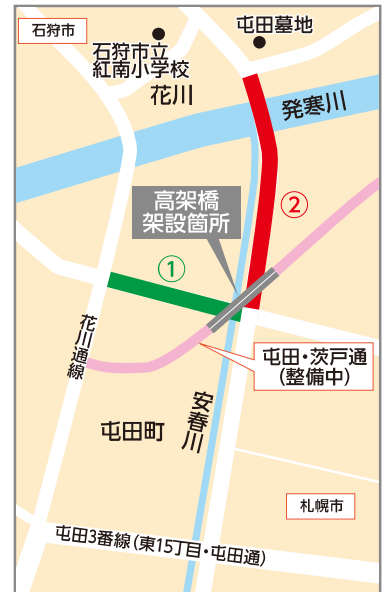 石狩市
屯田墓地
石狩市立
紅南小学校
花川
発寒川
高架橋
架設箇所
②
①
花川通線
屯田・茨戸通
(整備中)
安春川
屯田町
札幌市
屯田3番線(東15丁目・屯田通)